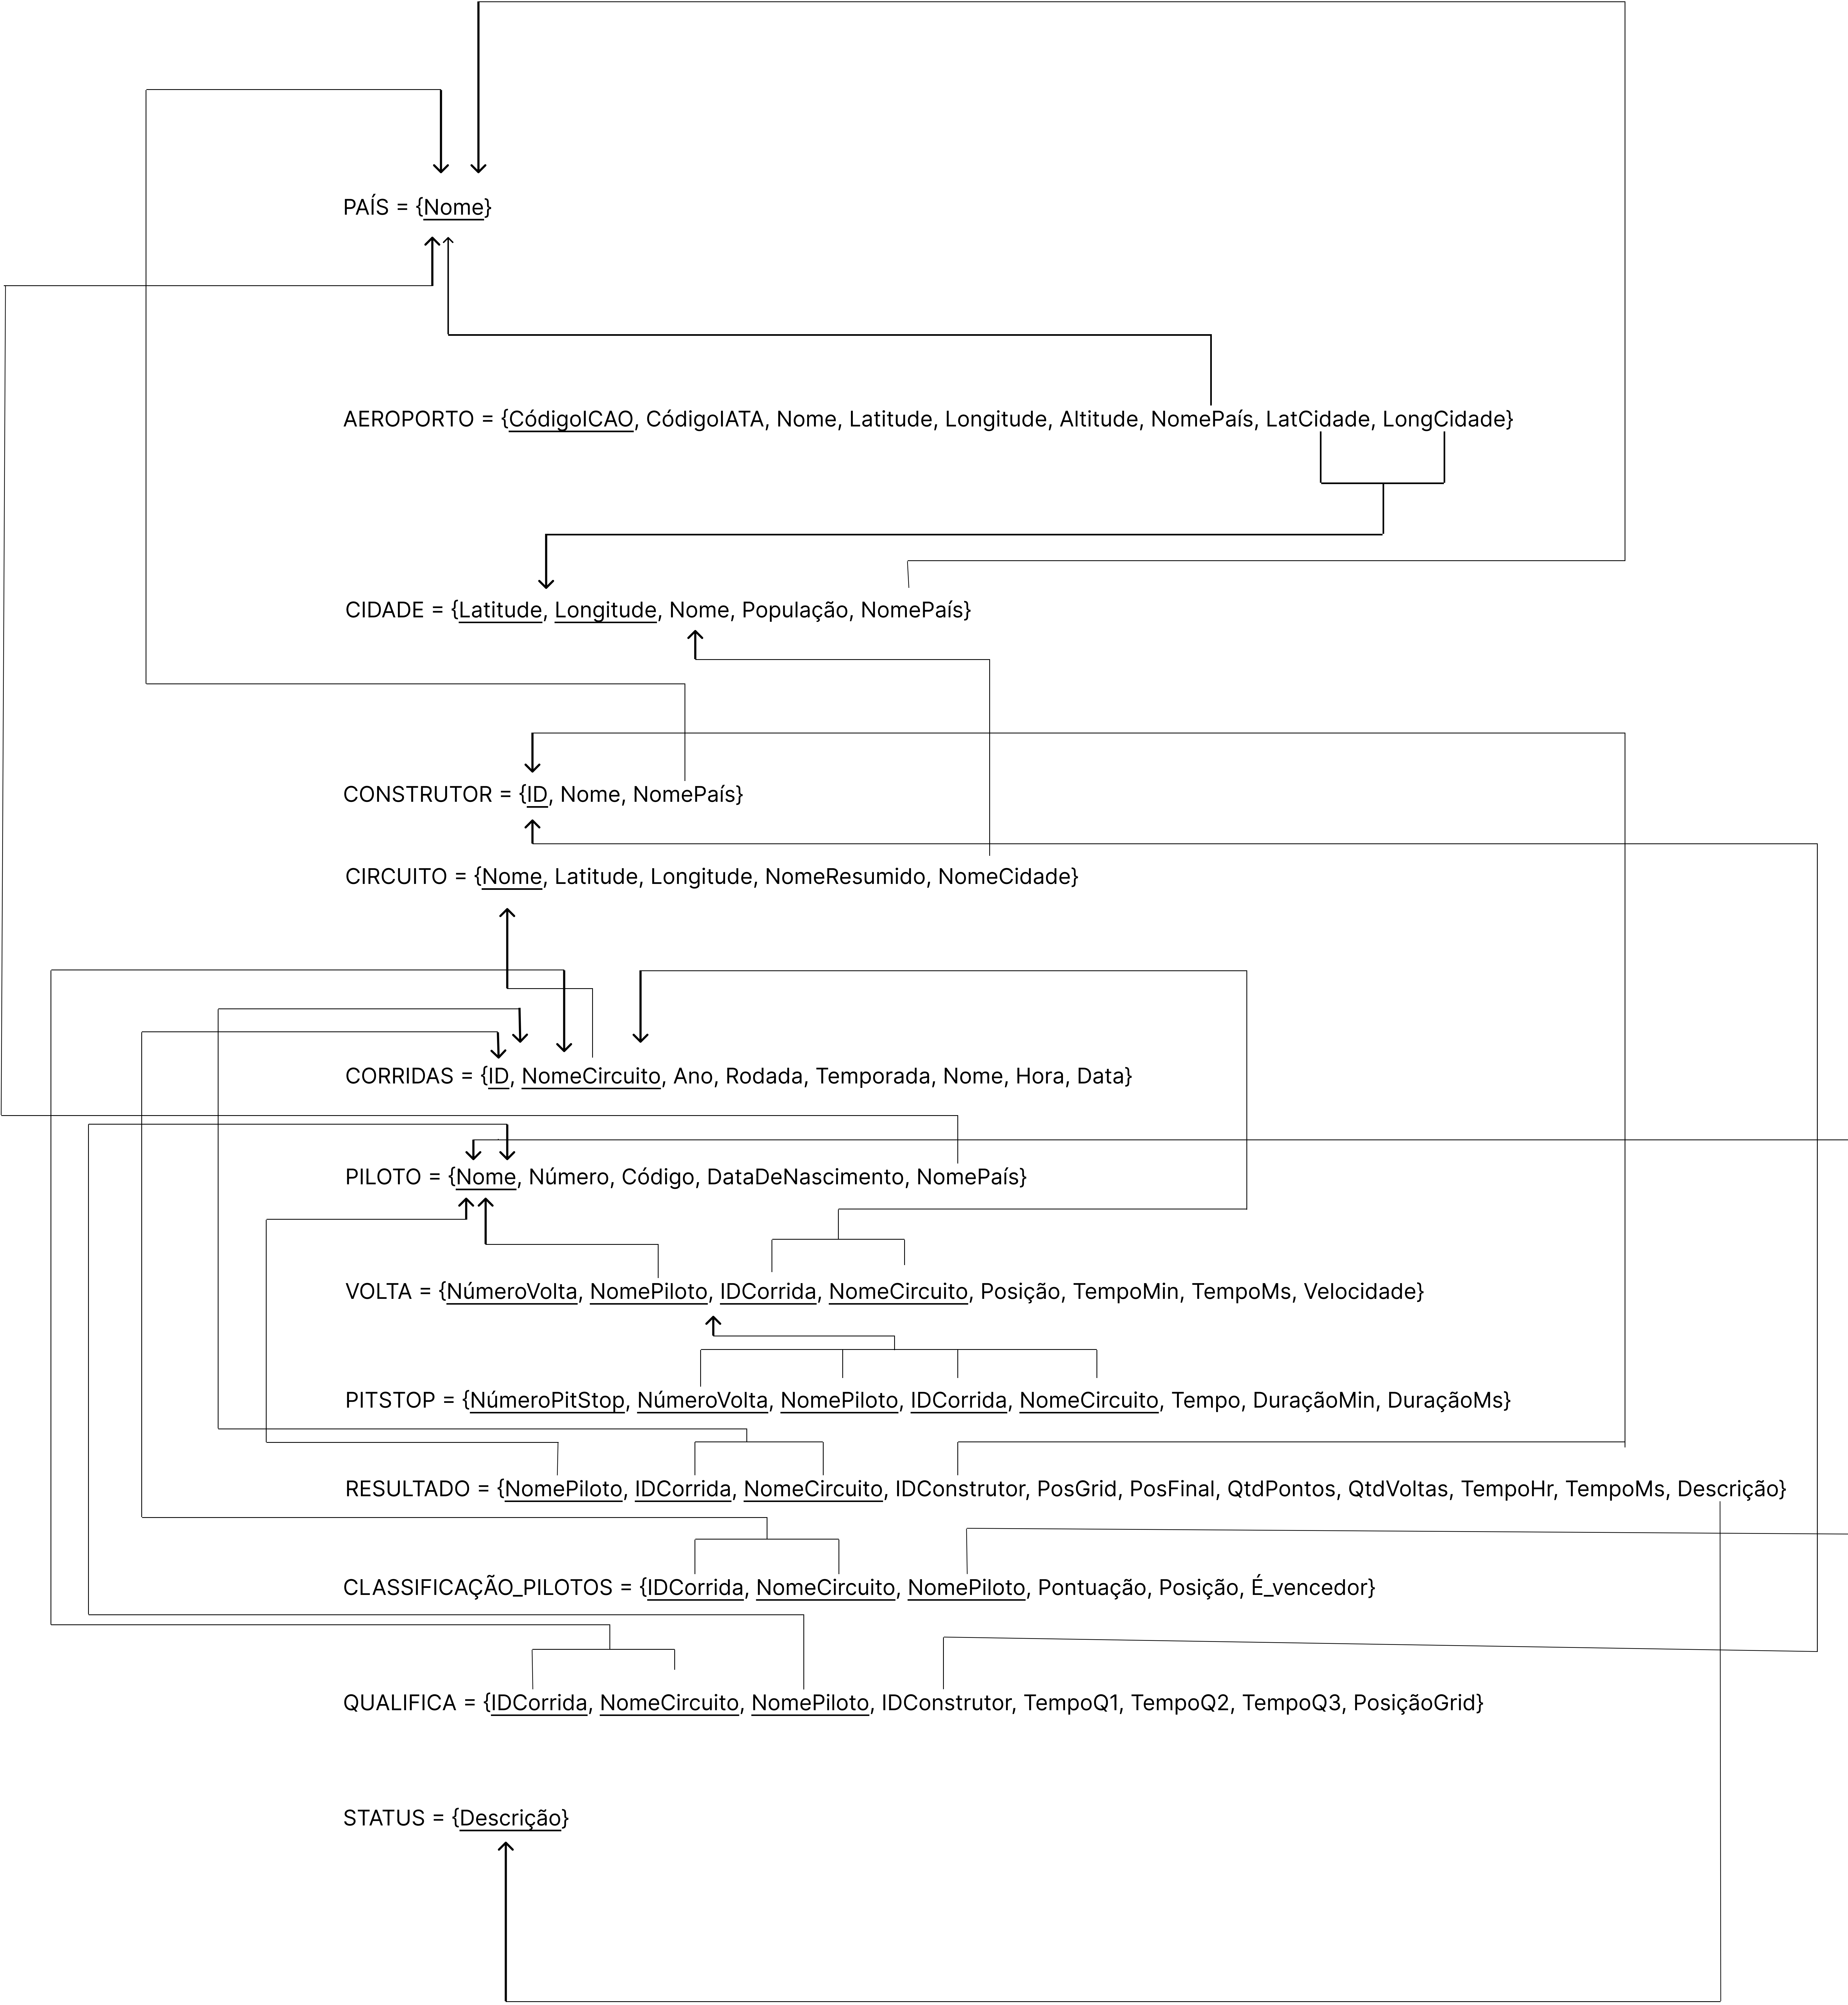 PAÍS = {Nome}
AEROPORTO = {CódigoICAO, CódigoIATA, Nome, Latitude, Longitude, Altitude, NomePaís, LatCidade, LongCidade}
CIDADE = {Latitude, Longitude, Nome, População, NomePaís}
CONSTRUTOR = {ID, Nome, NomePaís}
CIRCUITO = {Nome, Latitude, Longitude, NomeResumido, NomeCidade}
CORRIDAS = {ID, NomeCircuito, Ano, Rodada, Temporada, Nome, Hora, Data}
PILOTO = {Nome, Número, Código, DataDeNascimento, NomePaís}
VOLTA = {NúmeroVolta, NomePiloto, IDCorrida, NomeCircuito, Posição, TempoMin, TempoMs, Velocidade}
PITSTOP = {NúmeroPitStop, NúmeroVolta, NomePiloto, IDCorrida, NomeCircuito, Tempo, DuraçãoMin, DuraçãoMs}
RESULTADO = {NomePiloto, IDCorrida, NomeCircuito, IDConstrutor, PosGrid, PosFinal, QtdPontos, QtdVoltas, TempoHr, TempoMs, Descrição}
CLASSIFICAÇÃO_PILOTOS = {IDCorrida, NomeCircuito, NomePiloto, Pontuação, Posição, É_vencedor}
QUALIFICA = {IDCorrida, NomeCircuito, NomePiloto, IDConstrutor, TempoQ1, TempoQ2, TempoQ3, PosiçãoGrid}
STATUS = {Descrição}